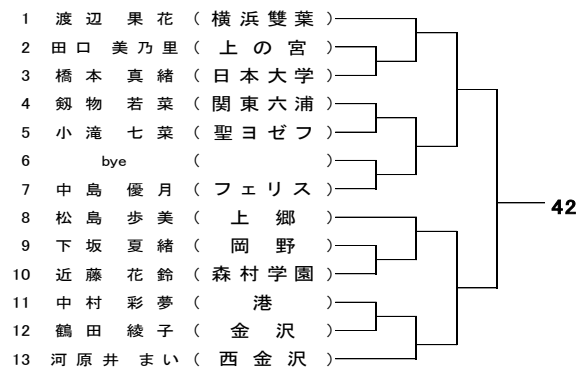 1 渡辺 果花 ( 横浜雙葉 )
2 田口 美乃里 ( 上の宮 )
3 橋本 真緒 ( 日本大学 )
4 剱物 若菜 ( 関東六浦 )
5 小滝 七菜 ( 聖ヨゼフ )
6 bye ( )
7 中島 優月 ( フェリス )
8 松島 歩美 ( 上郷 )
9 下坂 夏緒 ( 岡野 )
10 近藤 花鈴 ( 森村学園 )
11 中村 彩夢 ( 港 )
12 鶴田 綾子 ( 金沢 )
13 河原井 まい ( 西金沢 )
42